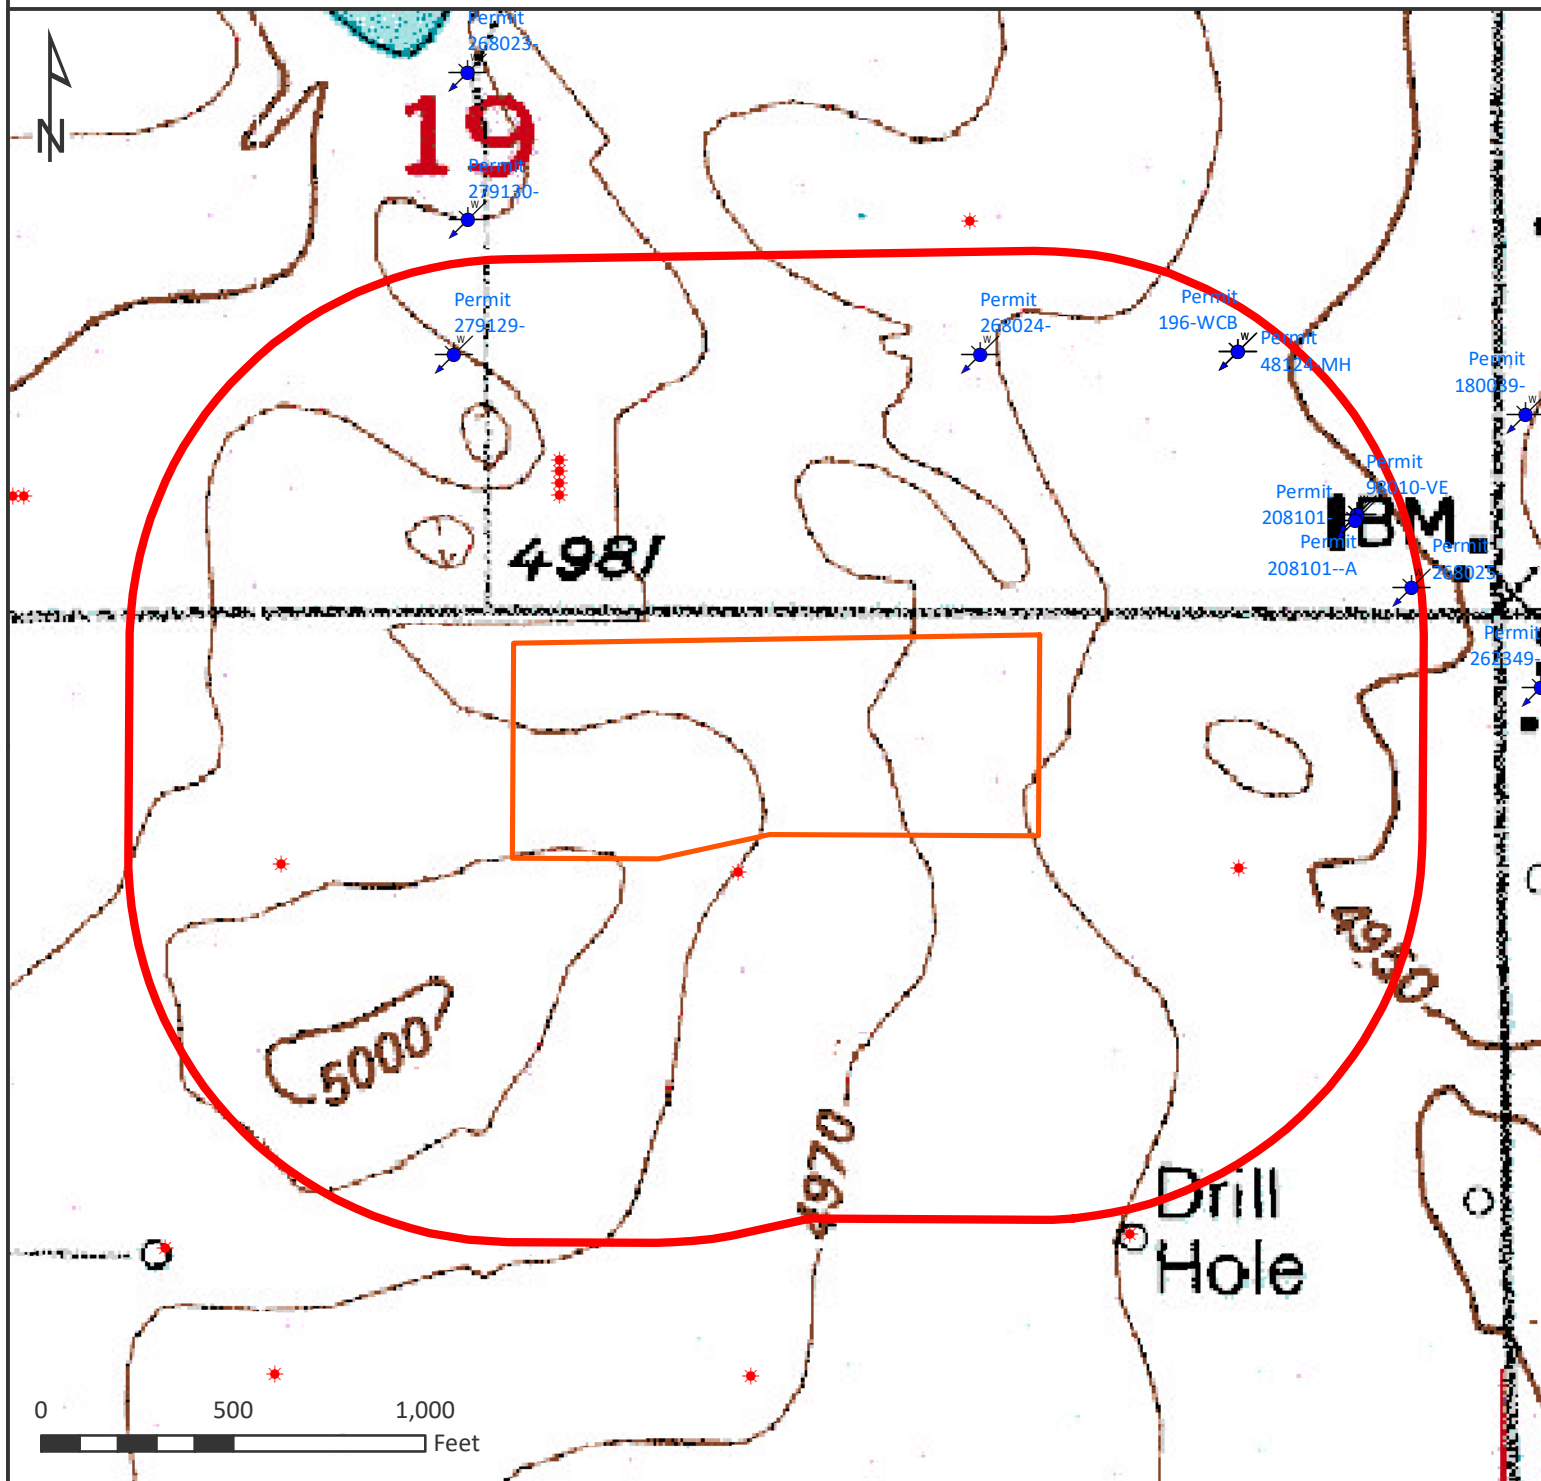 Permit
268023-
N
19
Permit
279130-
Permit
279129-
Permit
268024-
Permit
196-WCB
Permit
48124-MH
Permit
180039-
Permit
98010-VE
Permit
208101-
BM
Permit
208101--A
Permit
268025-
4981
Permit
262349-
4950
5000
4970
Drill
Hole
0 500 1,000
Feet
W
W
W
W
W
W